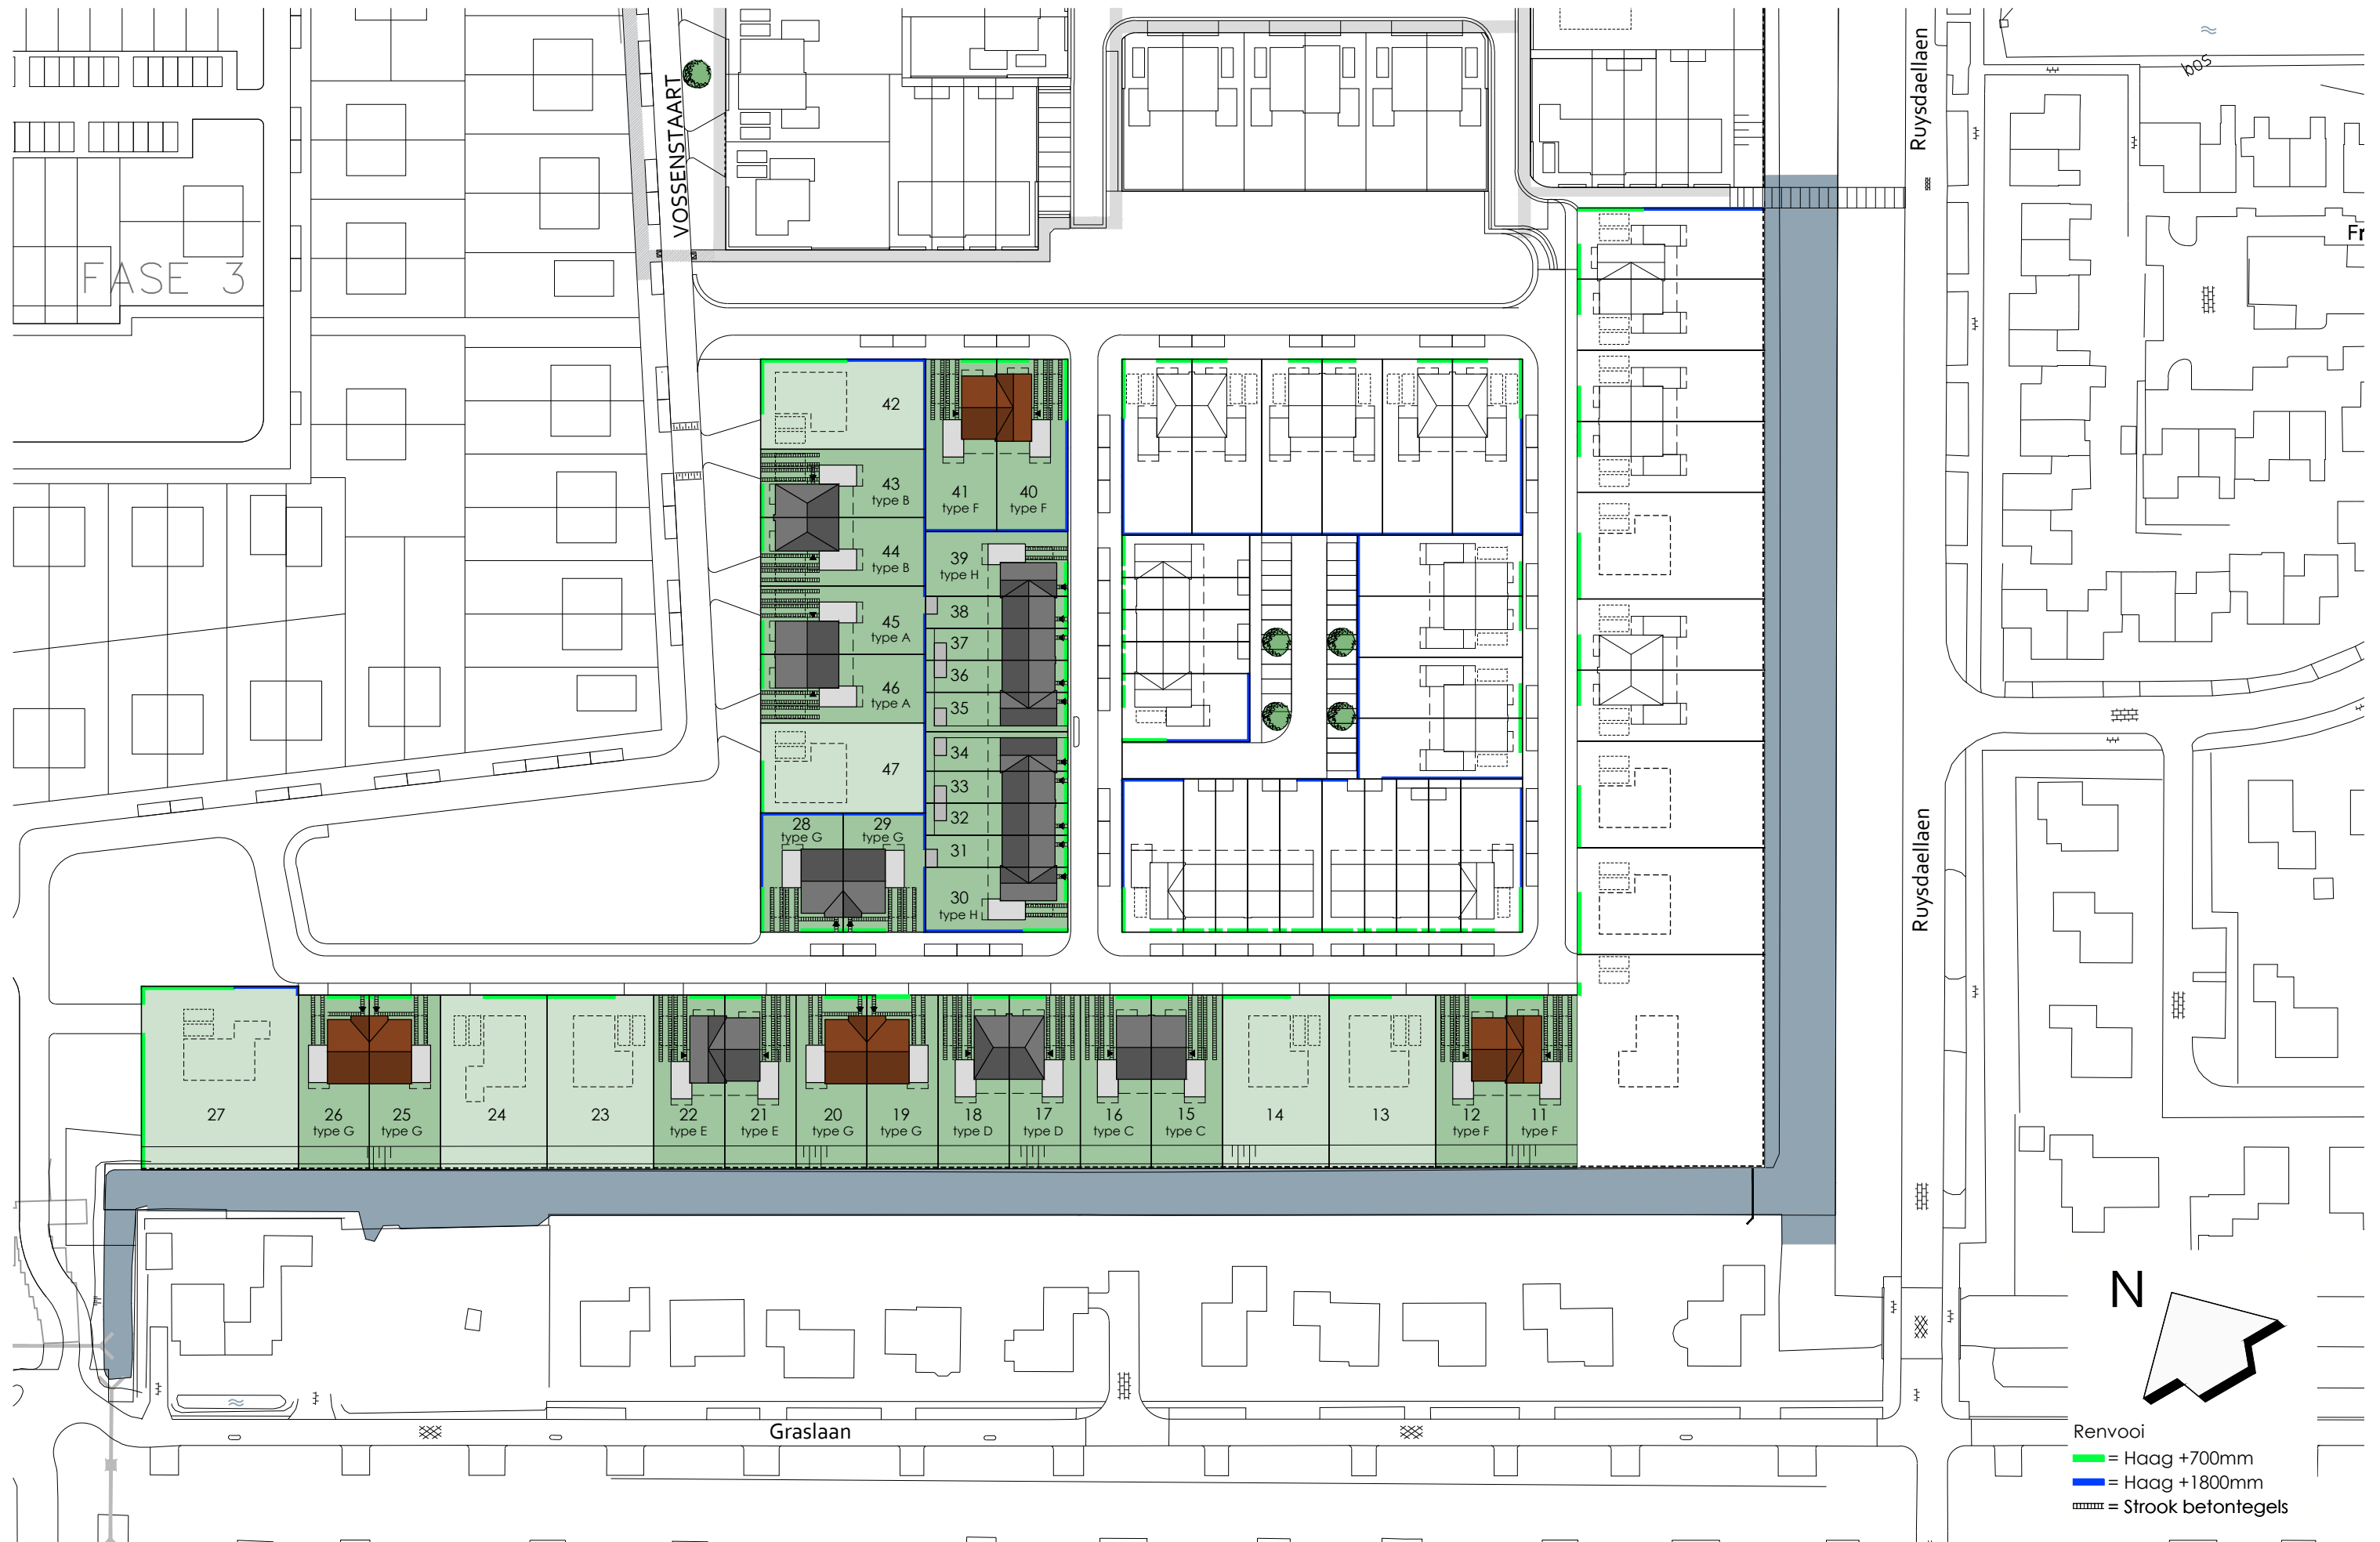 Ruysdaellaen
bos
VOSSENSTAART
Fr
FASE 3
42
43
type B
44
type B
45
type A
46
type A
47
41
type F
40
type F
39
type H
38
37
36
35
34
33
32
31
30
type H
28
type G
29
type G
Ruysdaellaen
27
26
type G
25
type G
24
23
22
type E
21
type E
20
type G
19
type G
18
type D
17
type D
16
type C
15
type C
14
13
12
type F
11
type F
N
Graslaan
Renvooi
= Haag +700mm
= Haag +1800mm
= Strook betontegels